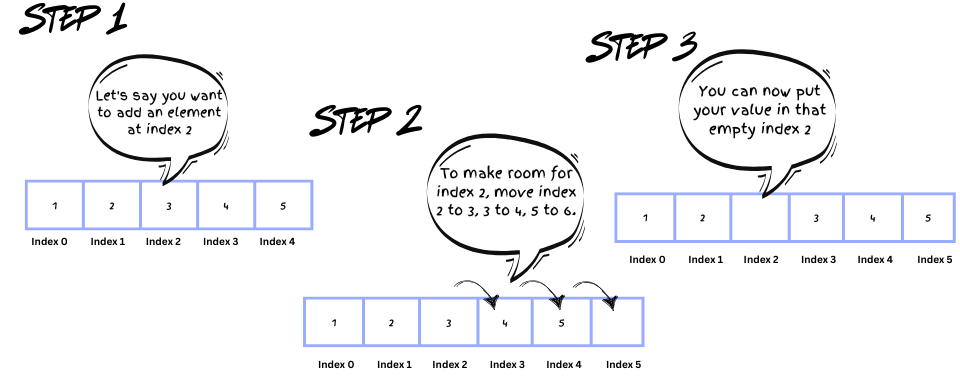 STEP 1
Let's say you want
to add an element
at index 2
1 2 3 4 5
Index 0 Index 1 Index 2 Index 3 Index 4
STEP 2
To make room for
index 2, move index
2 to 3, 3 to 4, 5 to 6.
1 2 3 4 5
Index 0 Index 1 Index 2 Index 3 Index 4 Index 5
STEP 3
You can now put
your value in that
empty index 2
1 2 3 4 5
Index 0 Index 1 Index 2 Index 3 Index 4 Index 5